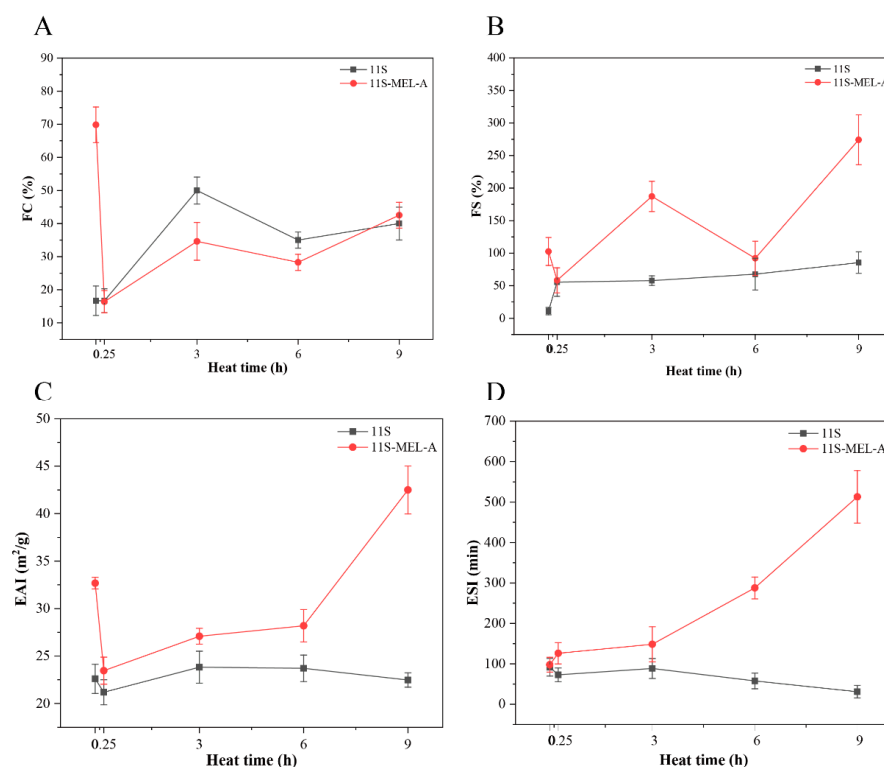 A
90
80
70
60
50
40
30
20
10
FC (%)
11S
11S-MEL-A
0.25
3
6
9
Heat time (h)
B
400
350
300
250
200
150
100
50
0
FS (%)
11S
11S-MEL-A
0.25
3
6
9
Heat time (h)
C
50
45
40
35
30
25
20
EAI (m²/g)
11S
11S-MEL-A
0.25
3
6
9
Heat time (h)
D
700
600
500
400
300
200
100
0
ESI (min)
11S
11S-MEL-A
0.25
3
6
9
Heat time (h)